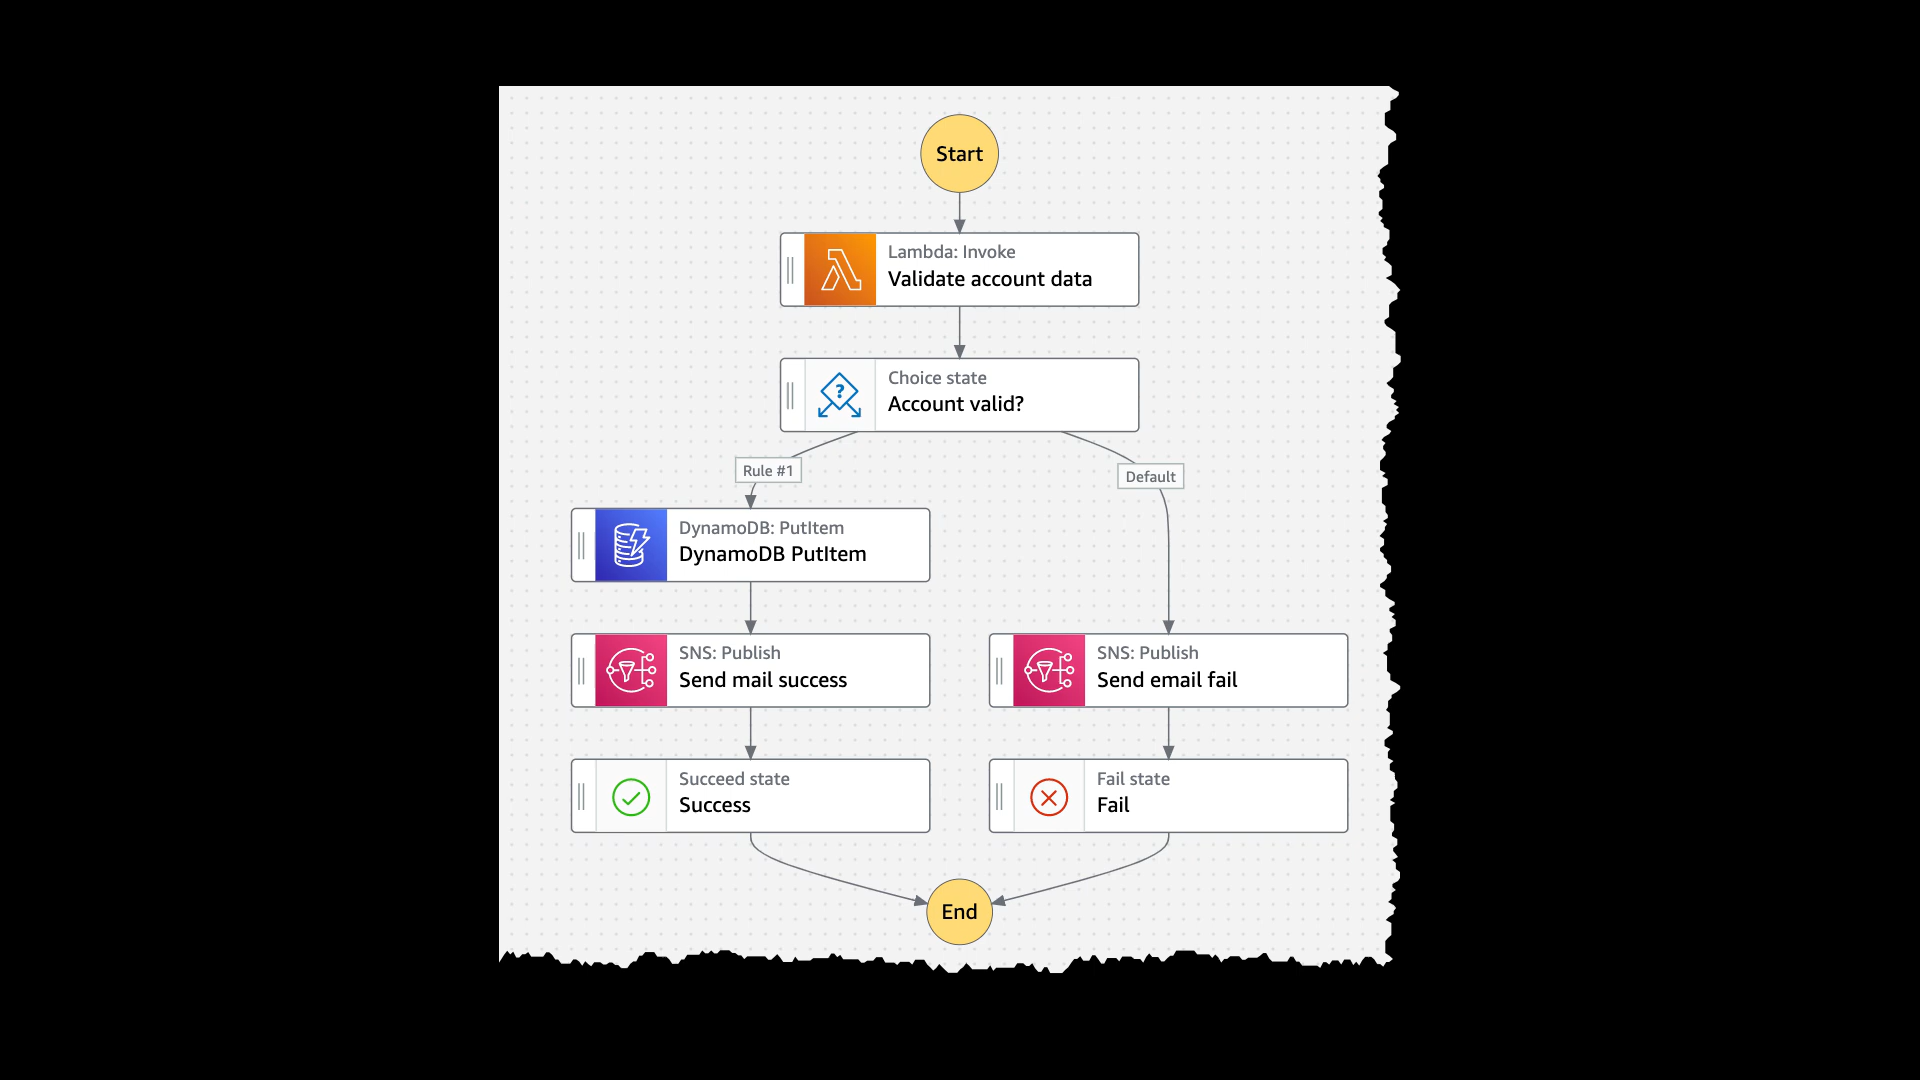 Start
Lambda: Invoke
Validate account data
Choice state
?
Account valid?
Rule #1
Default
DynamoDB: PutItem
DynamoDB PutItem
SNS: Publish
Send mail success
SNS: Publish
Send email fail
Succeed state
Success
Fail state
Fail
End